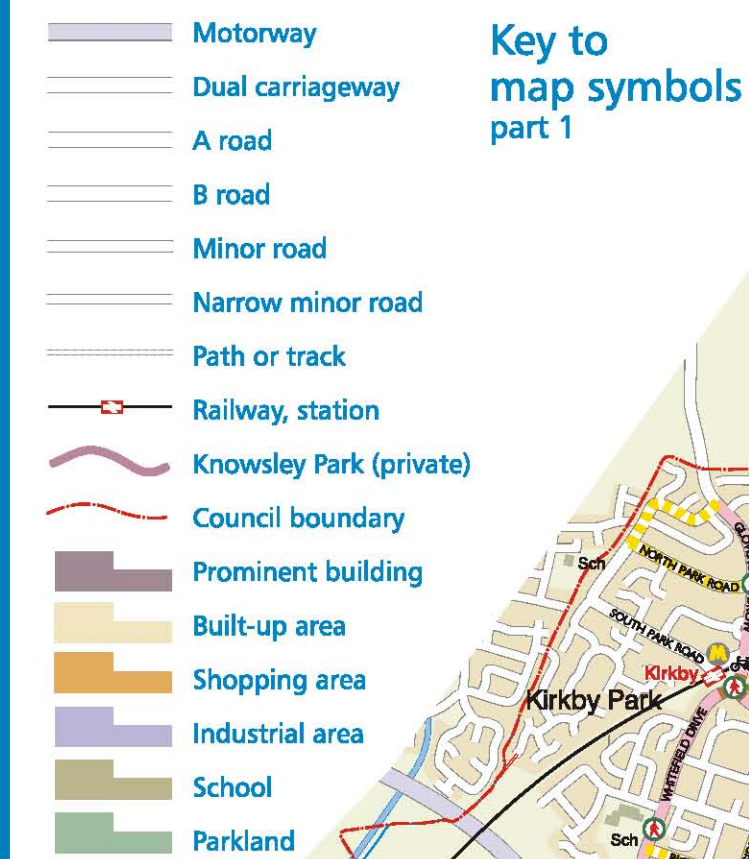 Key to
map symbols
part 1
Motorway
Dual carriageway
A road
B road
Minor road
Narrow minor road
Path or track
Railway, station
Knowsley Park (private)
Council boundary
Prominent building
Built-up area
Shopping area
Industrial area
School
Parkland
Sch
NORTH PARK ROAD
SOUTH PARK ROAD
M
Kirkby
Kirkby Park
WHITEFIELD DRIVE
Sch